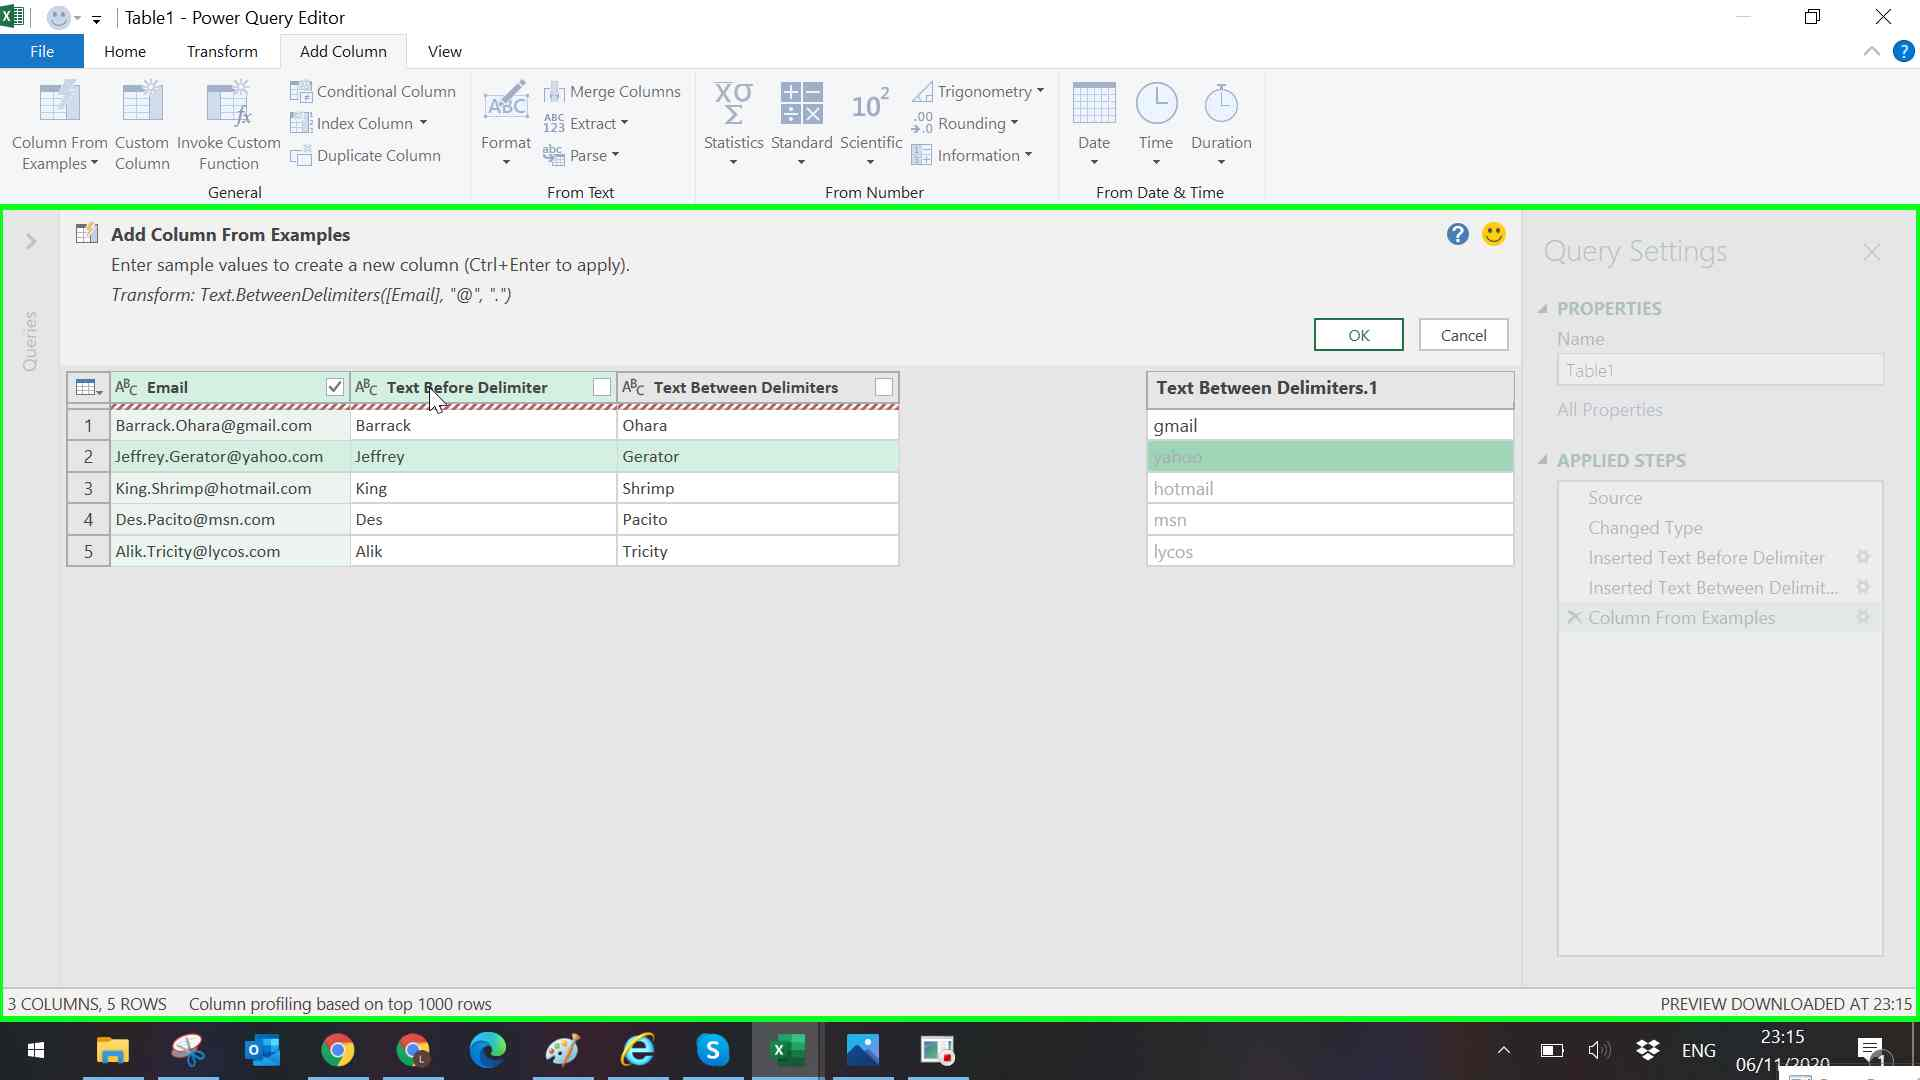 Table1 - Power Query Editor
File Home Transform Add Column View
Column From Examples
Custom Column
Invoke Custom Function
Conditional Column
Index Column
Duplicate Column
General
Format
Merge Columns
Extract
Parse
From Text
Statistics
Standard
Scientific
Trigonometry
Rounding
Information
From Number
Date
Time
Duration
From Date & Time
Queries
Add Column From Examples
Enter sample values to create a new column (Ctrl+Enter to apply).
Transform: Text.BetweenDelimiters([Email], "@", ".")
OK Cancel
Email Text Before Delimiter Text Between Delimiters Text Between Delimiters.1
1 Barrack.Ohara@gmail.com Barrack Ohara gmail
2 Jeffrey.Gerator@yahoo.com Jeffrey Gerator yahoo
3 King.Shrimp@hotmail.com King Shrimp hotmail
4 Des.Pacito@msn.com Des Pacito msn
5 Alik.Tricity@lycos.com Alik Tricity lycos
Query Settings
PROPERTIES
Name
Table1
All Properties
APPLIED STEPS
Source
Changed Type
Inserted Text Before Delimiter
Inserted Text Between Delimit...
Column From Examples
3 COLUMNS, 5 ROWS Column profiling based on top 1000 rows PREVIEW DOWNLOADED AT 23:15
ENG
23:15
06/11/2020